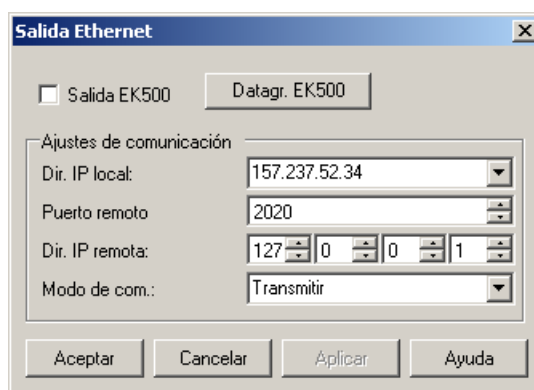 Salida Ethernet
Salida EK500 Datagr. EK500
Ajustes de comunicación
Dir. IP local: 157.237.52.34
Puerto remoto 2020
Dir. IP remota: 127 0 0 1
Modo de com.: Transmitir
Aceptar Cancelar Aplicar Ayuda